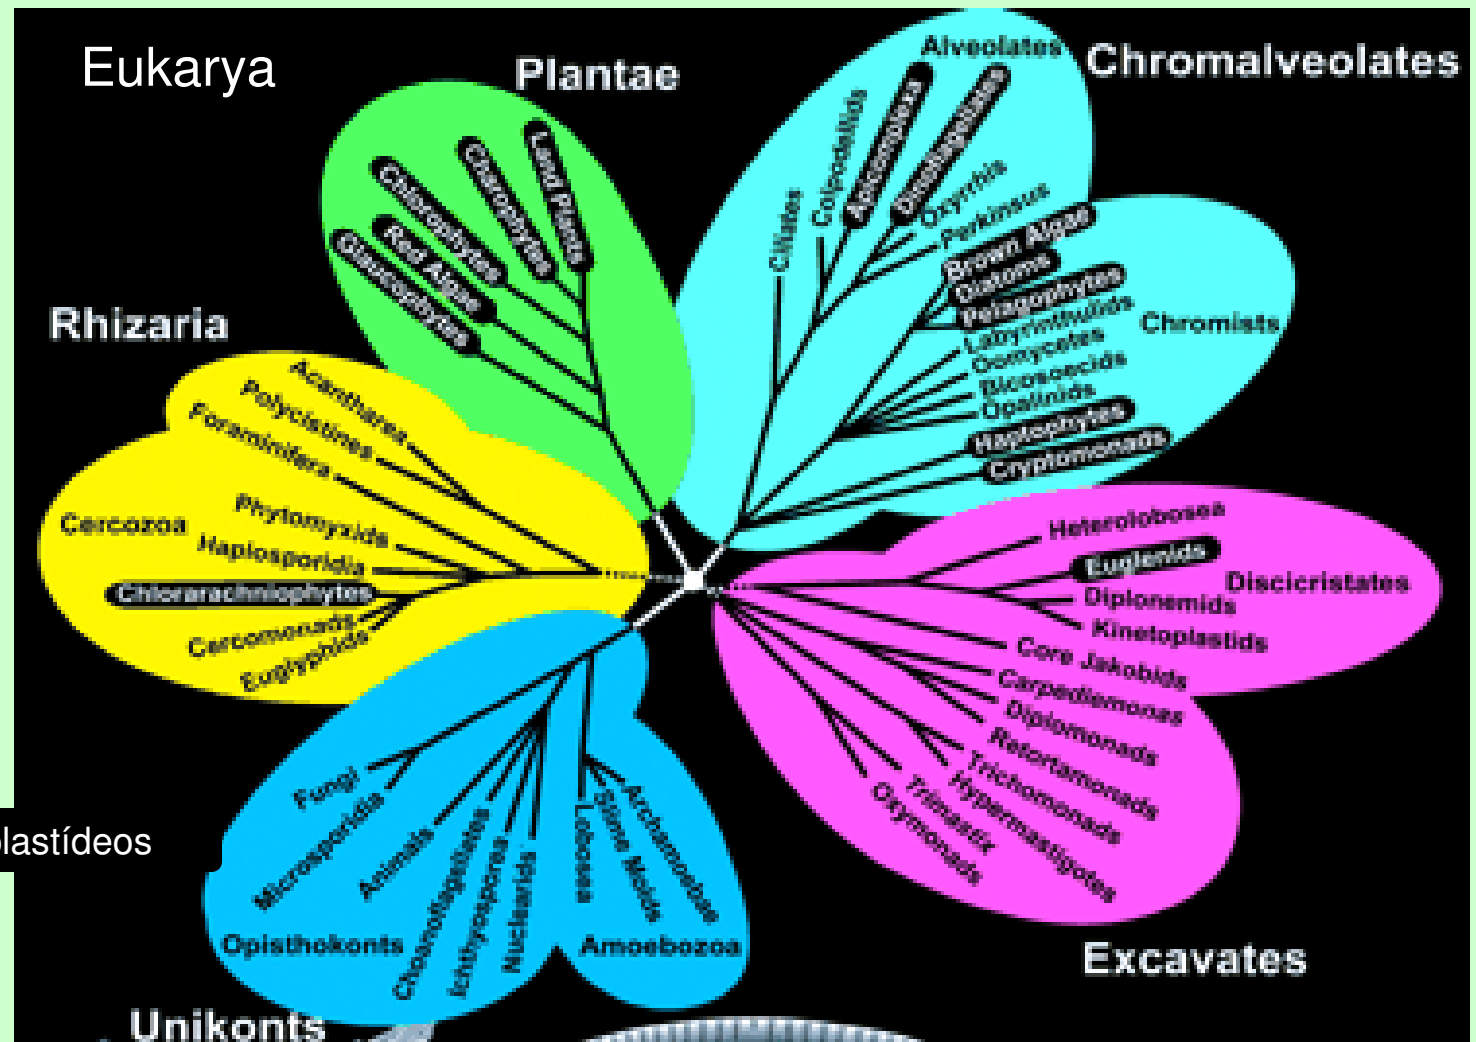 Eukarya
Plantae
Chromalveolates
Alveolates
Land Plants
Charophytes
Chlorophytes
Red Algae
Glaucophytes
Ciliates
Colpodellids
Apicomplexa
Dinoflagellates
Oxyrrhis
Perkinsus
Brown Algae
Diatoms
Pelagophytes
Labyrinthulids
Oomycetes
Bicosoecids
Opalinids
Haptophytes
Cryptomonads
Chromists
Rhizaria
Acantharea
Polycistines
Foraminifera
Cercozoa
Phytomyxids
Haplosporidia
Chlorarachniophytes
Cercomonads
Euglyphids
Heterolobosea
Euglenids
Discicristates
Diplonemids
Kinetoplastids
Core Jakobids
Carpediemonas
Diplomonads
Retortamonads
Trichomonads
Hypermastigotes
Trimastix
Oxymonads
Excavates
Fungi
Microsporidia
Animals
Choanoflagellates
Ichthyosporea
Nuclearids
Lobosea
Slime Molds
Archamoebae
lastídeos
Opisthokonts
Amoebozoa
Unikonts